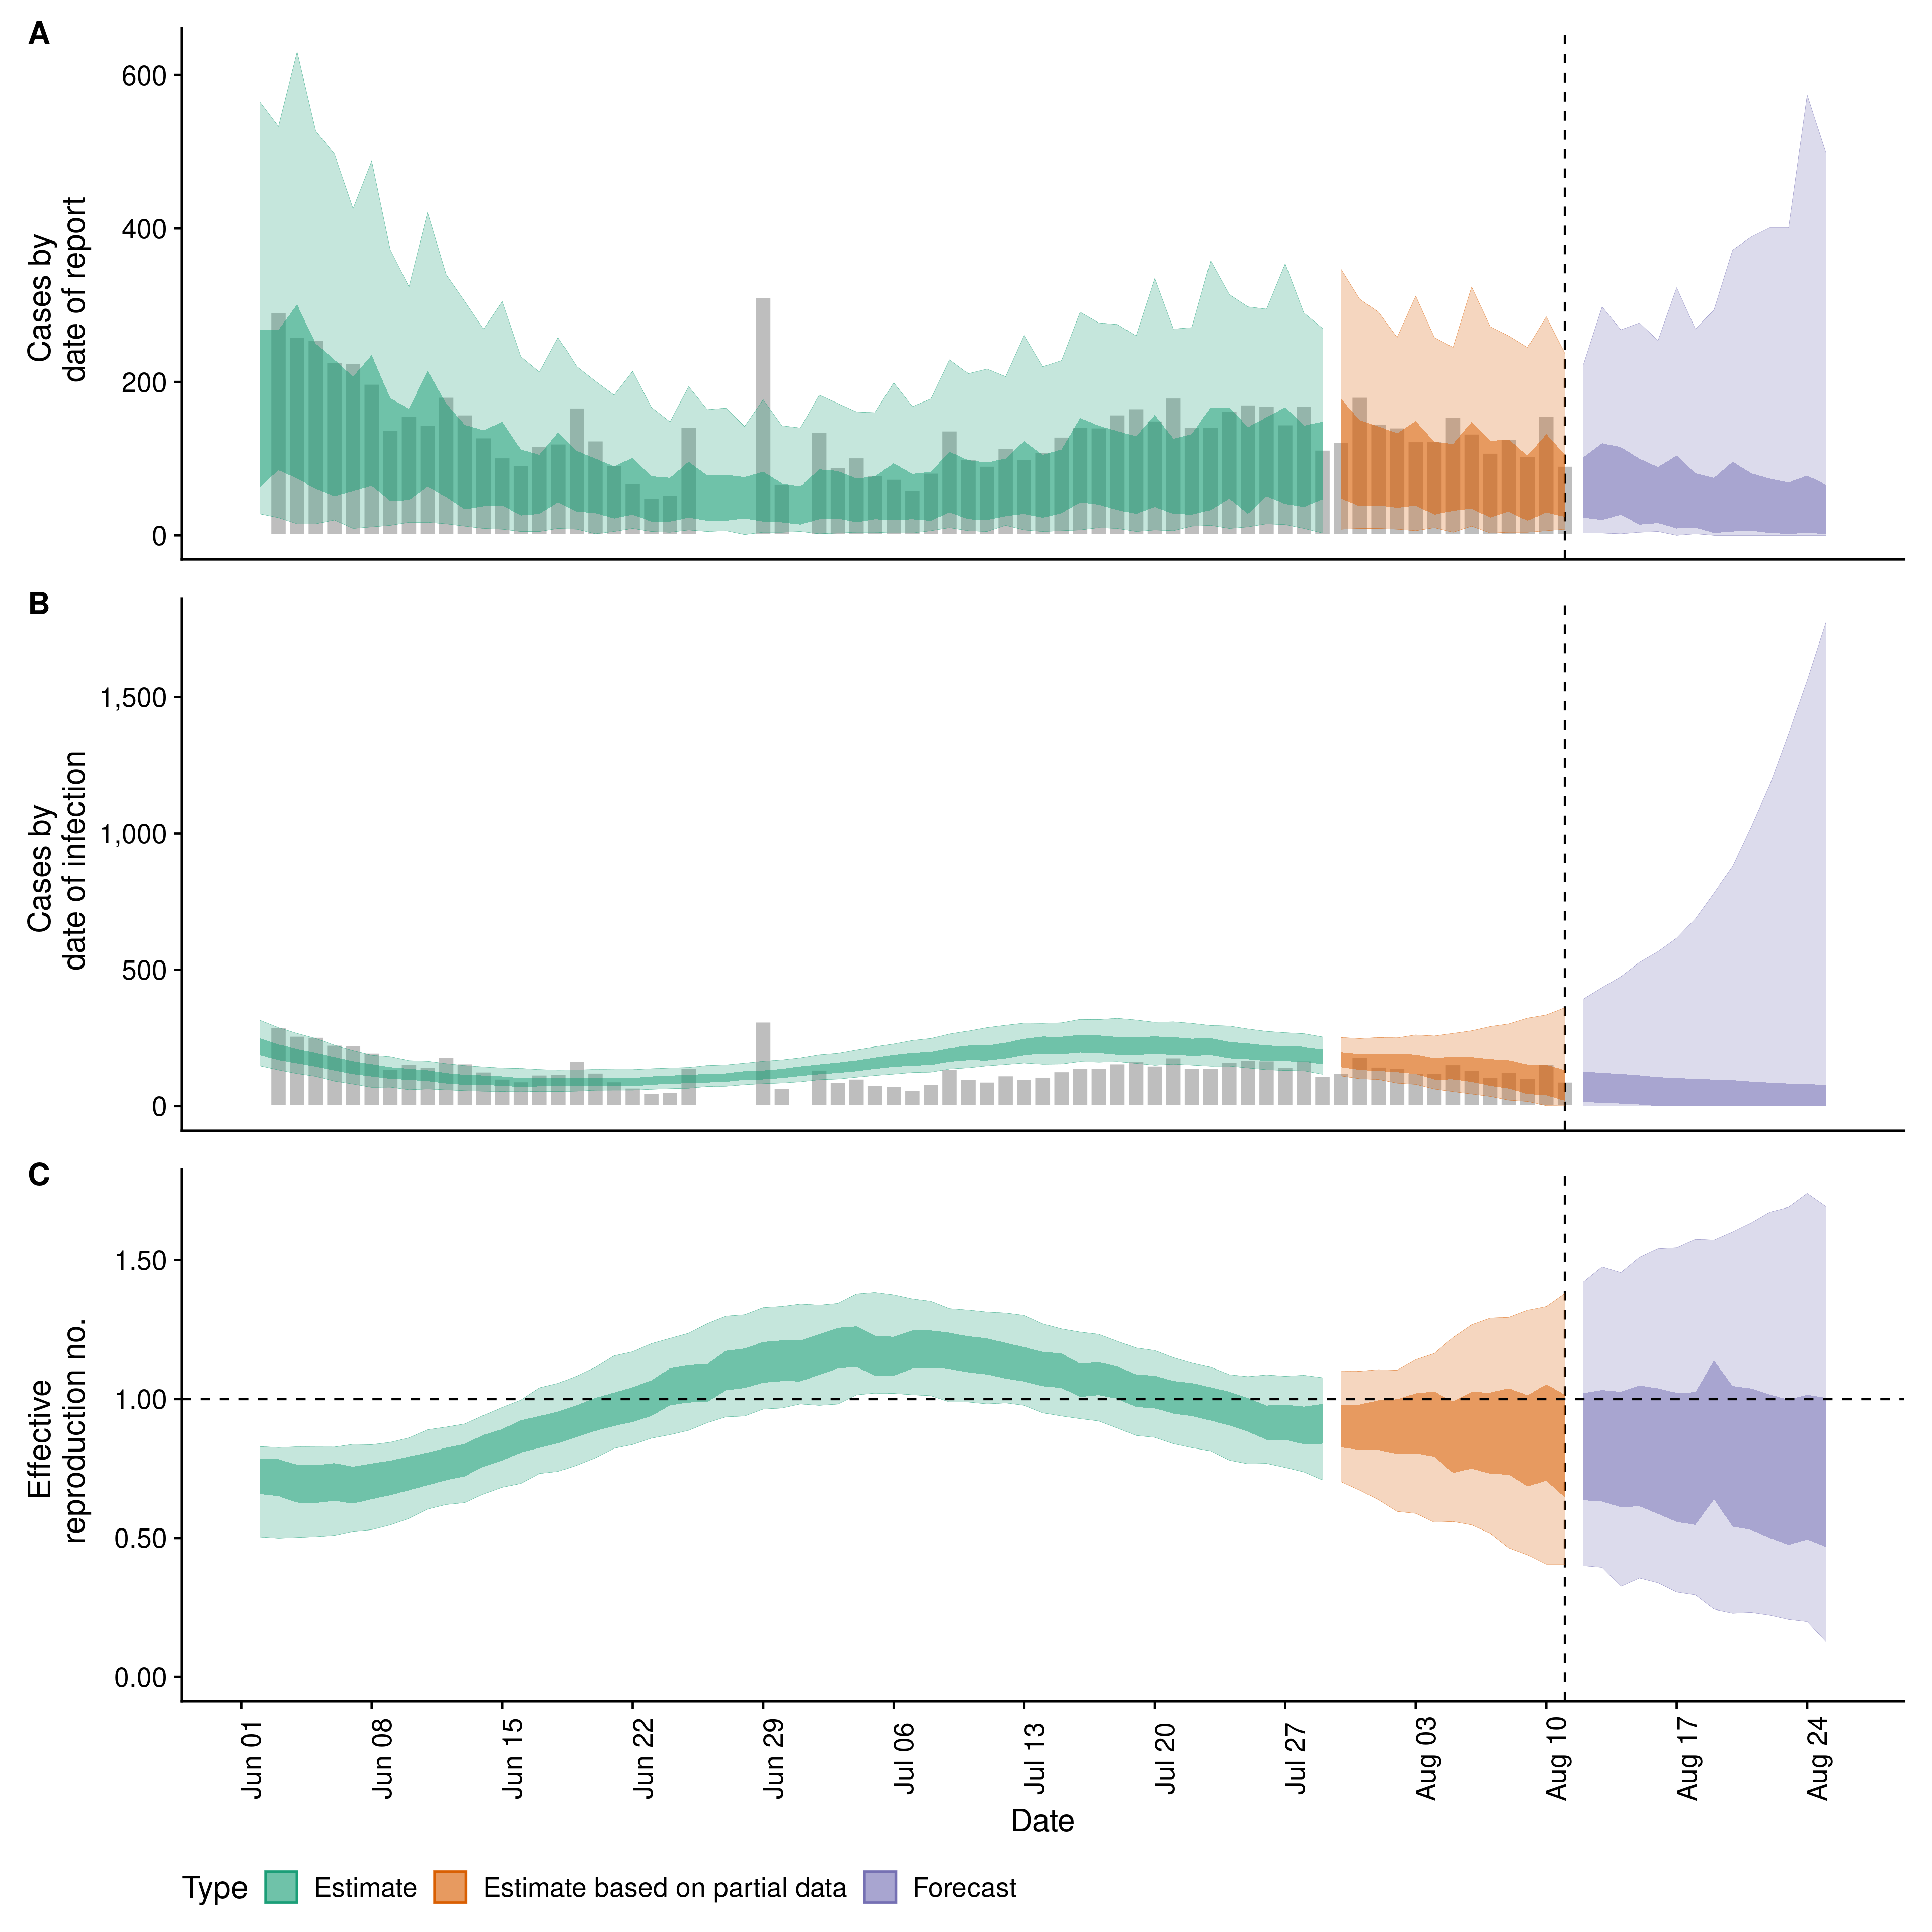 A
Cases by
date of report
600
400
200
0
B
Cases by
date of infection
1,500
1,000
500
0
C
Effective
reproduction no.
1.50
1.00
0.50
0.00
Jun 01
Jun 08
Jun 15
Jun 22
Jun 29
Jul 06
Jul 13
Jul 20
Jul 27
Aug 03
Aug 10
Aug 17
Aug 24
Date
Type Estimate Estimate based on partial data Forecast